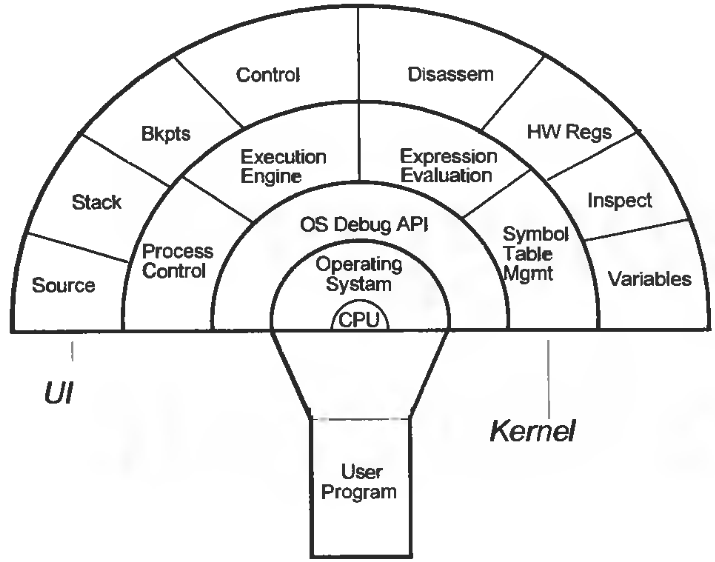 Control
Disassem
Bkpts
HW Regs
Execution
Engine
Expression
Evaluation
Stack
Inspect
OS Debug API
Process
Control
Symbol
Table
Mgmt
Operating
Systam
Source
Variables
CPU
UI
Kernel
User
Program